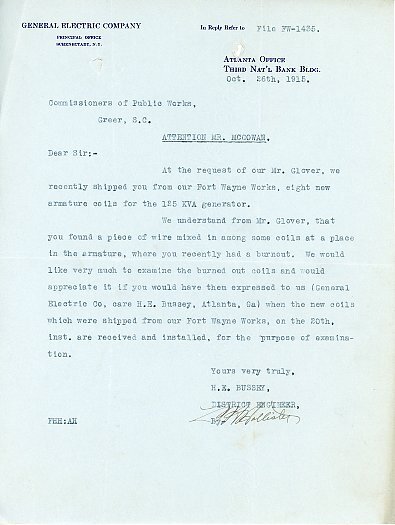 GENERAL ELECTRIC COMPANY
PRINCIPAL OFFICE
SCHENECTADY, N.Y.
In Reply Refer to File FW-1435.
ATLANTA OFFICE
THIRD NAT'L BANK BLDG.
Oct. 26th, 1915.
Commissioners of Public Works,
Greer, S.C.
ATTENTION MR. MCCOWAN.
Dear Sir:-
At the request of our Mr. Glover, we
recently shipped you from our Fort Wayne Works, eight new
armature coils for the 125 KVA generator.
We understand from Mr. Glover, that
you found a piece of wire mixed in among some coils at a place
in the armature, where you recently had a burnout. We would
like very much to examine the burned out coils and would
appreciate it if you would have then expressed to us (General
Electric Co, care H.E. Bussey, Atlanta, Ga) when the new coils
which were shipped from our Fort Wayne Works, on the 20th,
inst. are received and installed, for the purpose of examina-
tion.
Yours very truly,
H.E. BUSSEY,
DISTRICT ENGINEER,
Hollister
FEH:AH